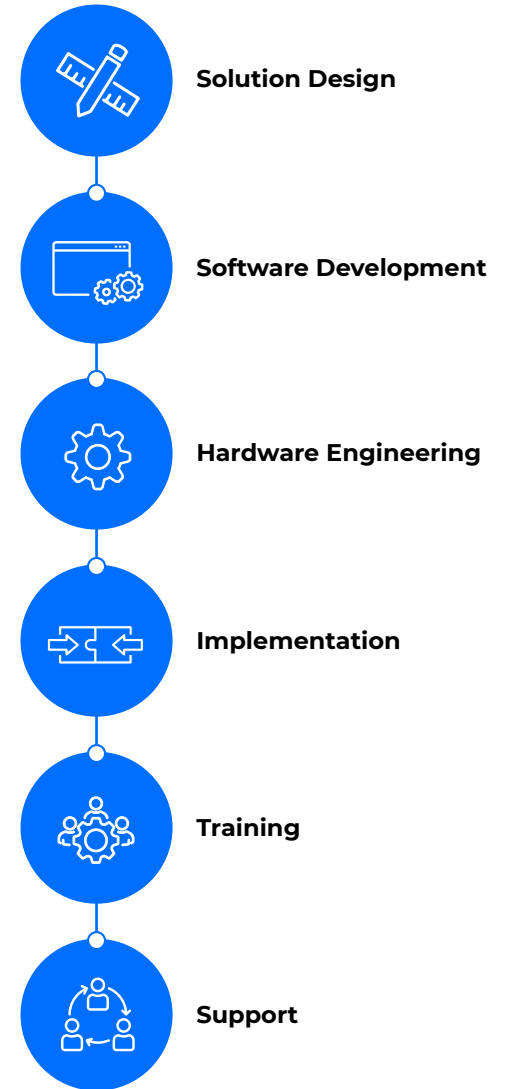 Solution Design
Software Development
Hardware Engineering
Implementation
Training
Support